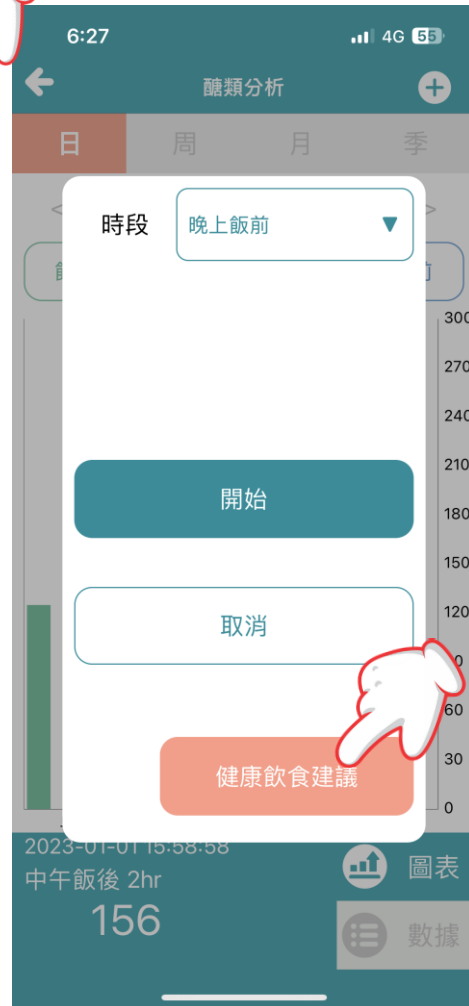 6:27
4G 55
醣類分析
日 周 月 季
< >
時段 晚上飯前
前
300
270
240
210
180
150
120
60
30
0
開始
取消
健康飲食建議
2023-01-01 15:58:58
中午飯後 2hr
156
圖表
數據